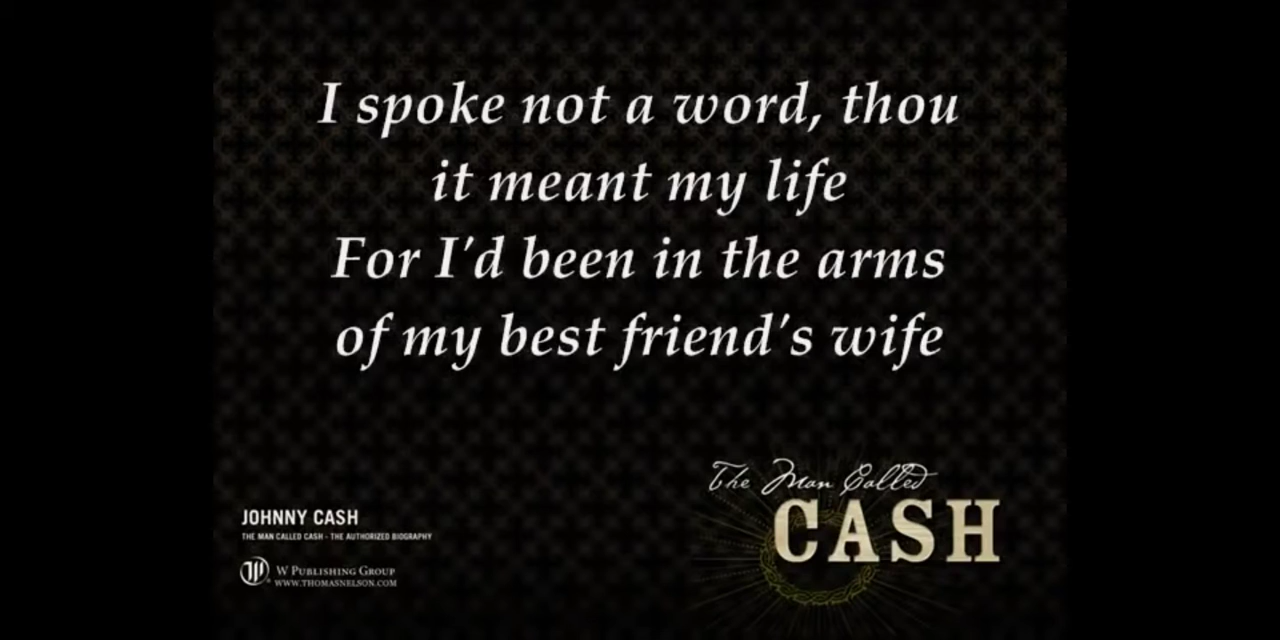 I spoke not a word, thou
it meant my life
For I'd been in the arms
of my best friend's wife
The Man Called
CASH
JOHNNY CASH
THE MAN CALLED CASH - THE AUTHORIZED BIOGRAPHY
W PUBLISHING GROUP
WWW.THOMASNELSON.COM